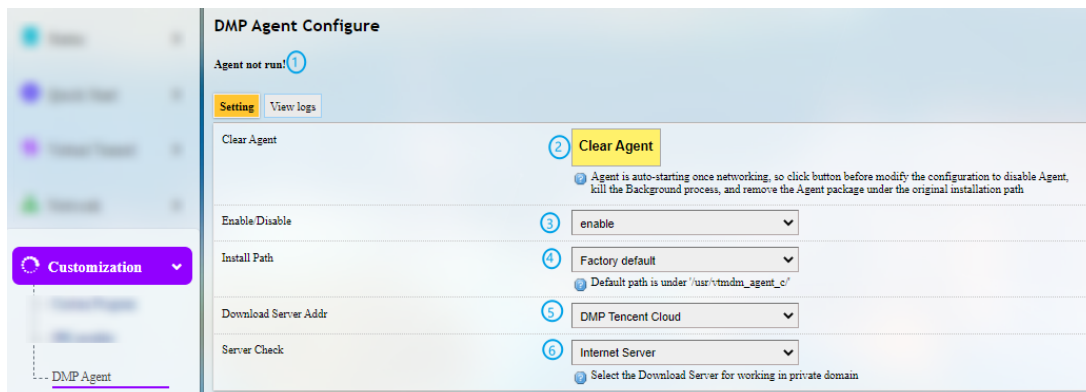 DMP Agent Configure
Agent not run! 1
Setting View logs
Clear Agent 2 Clear Agent
Agent is auto-starting once networking, so click button before modify the configuration to disable Agent,
kill the Background process, and remove the Agent package under the original installation path
Enable/Disable 3 enable
Install Path 4 Factory default
Default path is under '/usr/vtmdm_agent_c/'
Download Server Addr 5 DMP Tencent Cloud
Server Check 6 Internet Server
Select the Download Server for working in private domain
Customization
DMP Agent